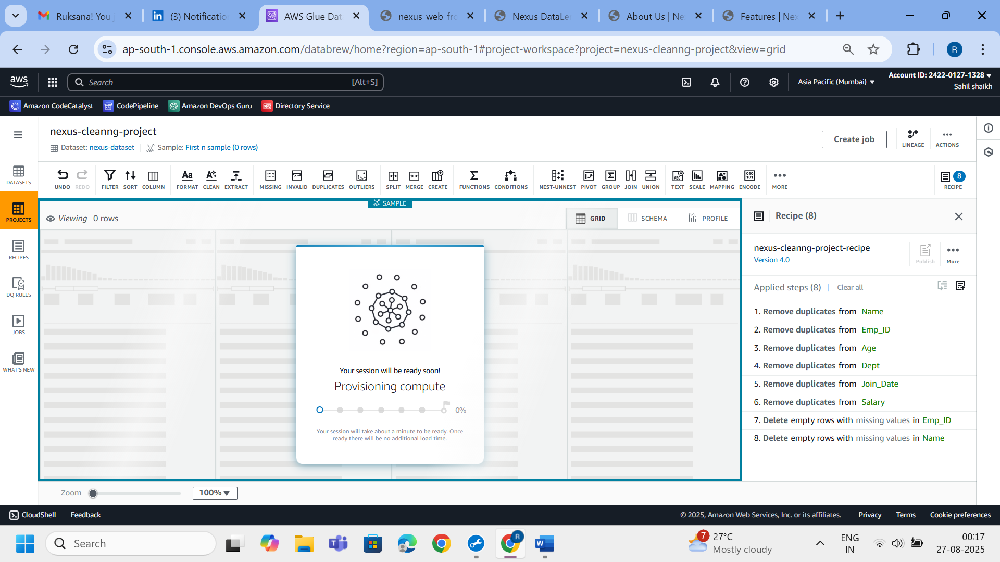 Ruksana! You j
(3) Notification
AWS Glue Data
nexus-web-fro
Nexus DataLen
About Us | Ne
Features | Nex
ap-south-1.console.aws.amazon.com/databrew/home?region=ap-south-1#project-workspace?project=nexus-cleanng-project&view=grid
R
aws
Search
[Alt+S]
Asia Pacific (Mumbai)
Account ID: 2422-0127-1328
Sahil shaikh
Amazon CodeCatalyst
CodePipeline
Amazon DevOps Guru
Directory Service
nexus-cleanng-project
Dataset: nexus-dataset
Sample: First n sample (0 rows)
Create job
LINEAGE
ACTIONS
DATASETS
PROJECTS
RECIPES
DQ RULES
JOBS
WHAT'S NEW
UNDO
REDO
FILTER
SORT
COLUMN
FORMAT
CLEAN
EXTRACT
MISSING
INVALID
DUPLICATES
OUTLIERS
SPLIT
MERGE
CREATE
FUNCTIONS
CONDITIONS
NEST-UNNEST
PIVOT
GROUP
JOIN
UNION
TEXT
SCALE
MAPPING
ENCODE
MORE
8
RECIPE
SAMPLE
Viewing 0 rows
GRID
SCHEMA
PROFILE
Your session will be ready soon!
Provisioning compute
0%
Your session will take about a minute to be ready. Once
ready there will be no additional load time.
Recipe (8)
nexus-cleanng-project-recipe
Version 4.0
Publish
More
Applied steps (8)
Clear all
1. Remove duplicates from Name
2. Remove duplicates from Emp_ID
3. Remove duplicates from Age
4. Remove duplicates from Dept
5. Remove duplicates from Join_Date
6. Remove duplicates from Salary
7. Delete empty rows with missing values in Emp_ID
8. Delete empty rows with missing values in Name
Zoom
100%
CloudShell
Feedback
© 2025, Amazon Web Services, Inc. or its affiliates.
Privacy
Terms
Cookie preferences
Search
7
27°C
Mostly cloudy
ENG
IN
00:17
27-08-2025